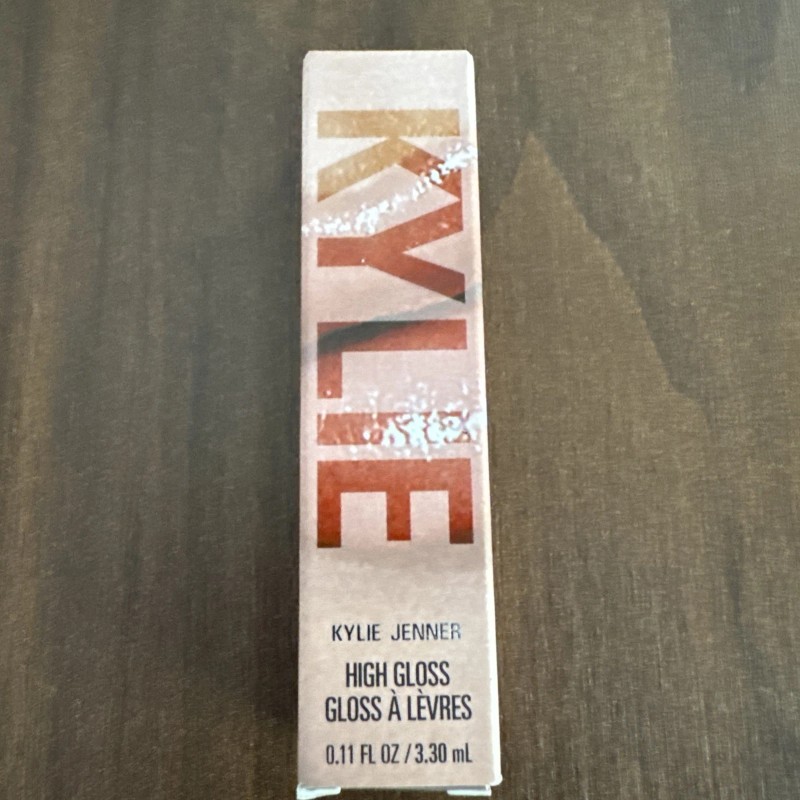 KYLIE
KYLIE JENNER
HIGH GLOSS
GLOSS À LÈVRES
0.11 FL OZ / 3.30 mL